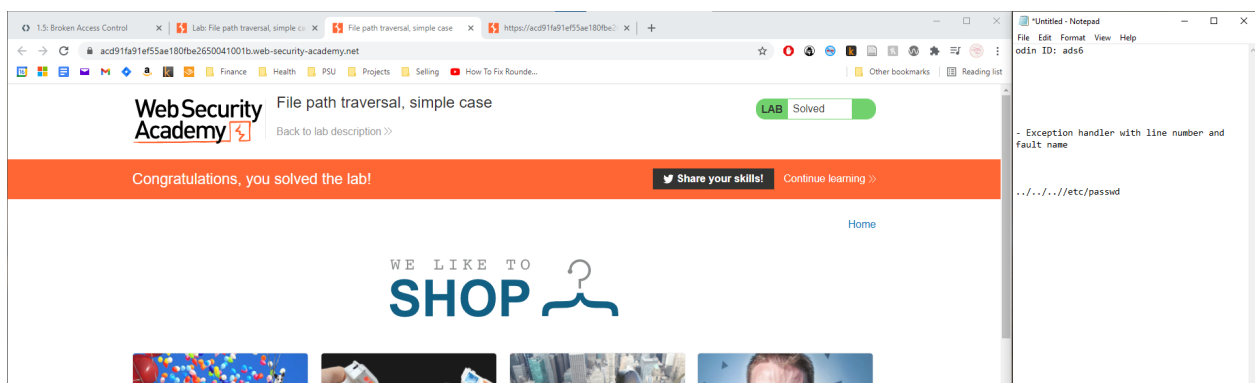 1.5: Broken Access Control
Lab: File path traversal, simple ca
File path traversal, simple case
https://acd91fa91ef55ae180fbe2
acd91fa91ef55ae180fbe2650041001b.web-security-academy.net
Finance Health PSU Projects Selling How To Fix Rounde...
Other bookmarks Reading list
Web Security
Academy
File path traversal, simple case
Back to lab description
LAB Solved
Congratulations, you solved the lab!
Share your skills!
Continue learning
Home
WE LIKE TO
SHOP
*Untitled - Notepad
File Edit Format View Help
odin ID: ads6
- Exception handler with line number and
fault name
../../..//etc/passwd